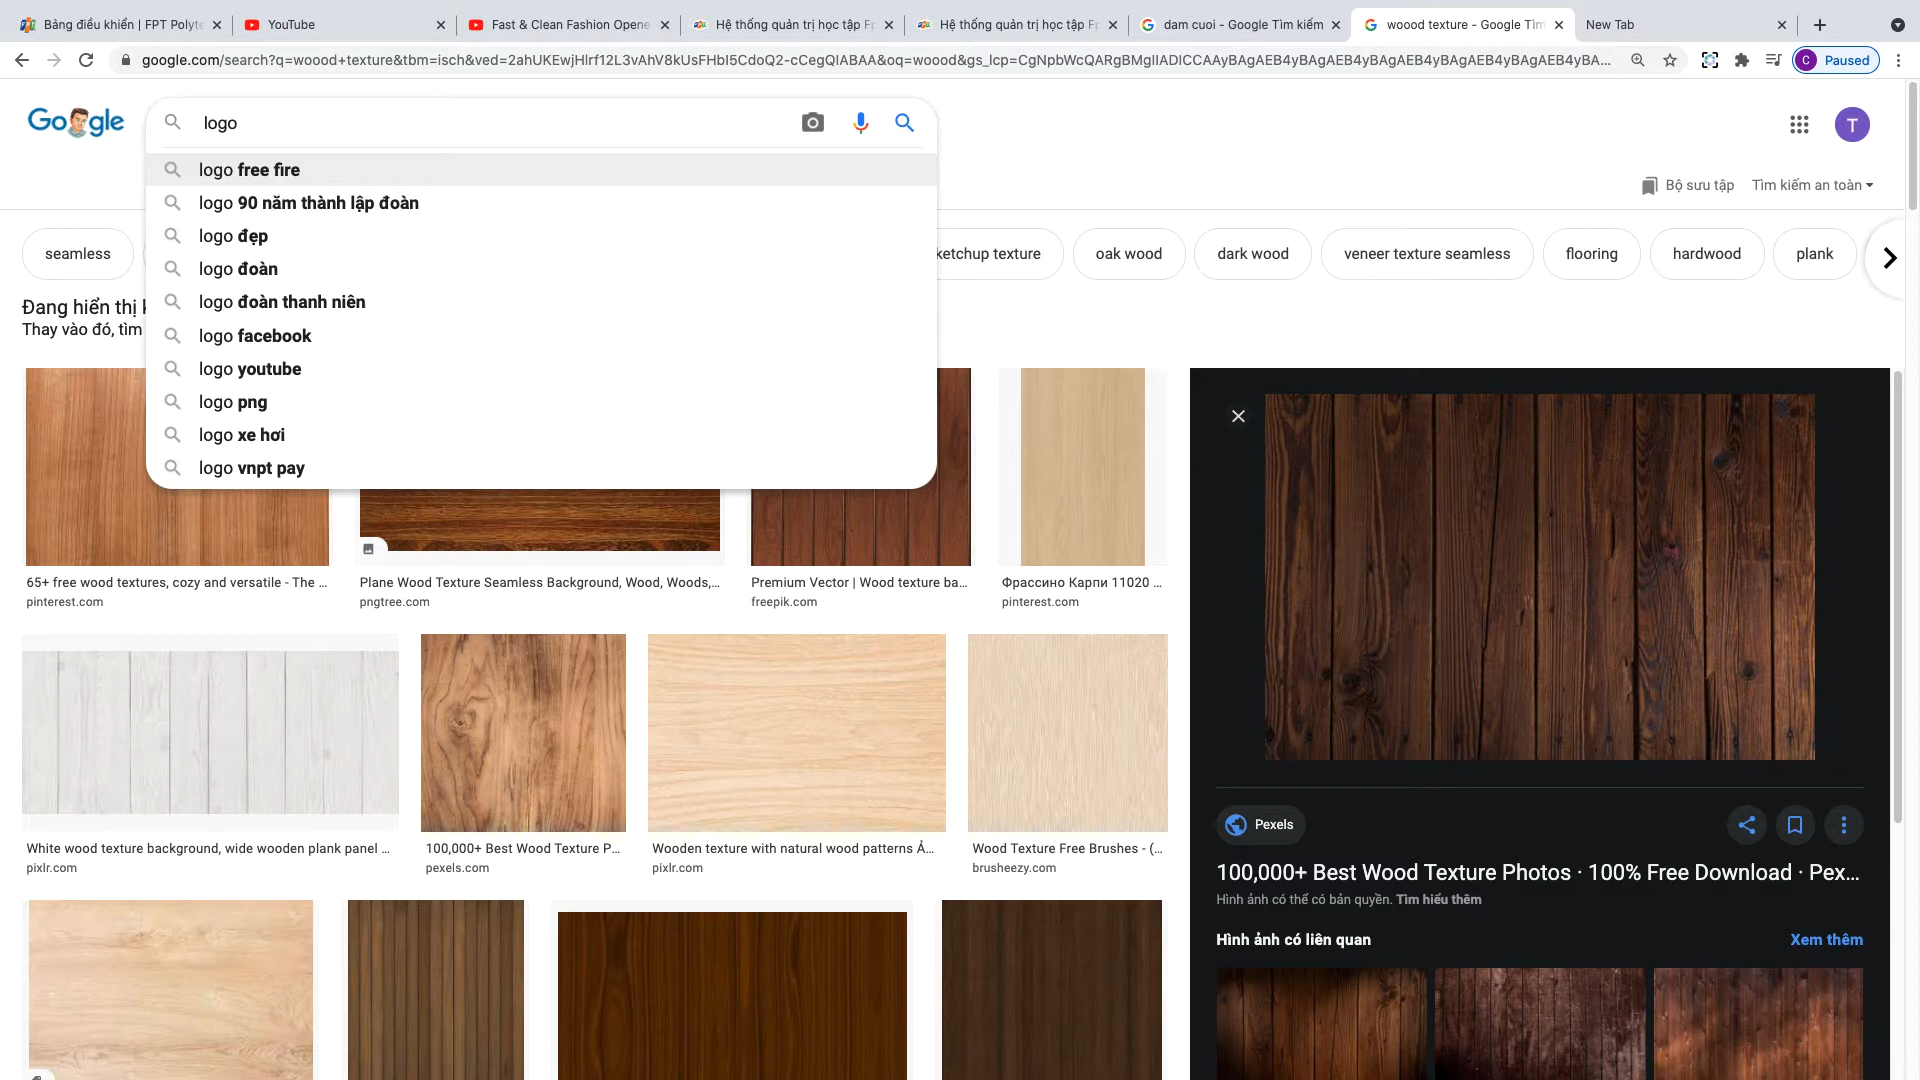 Bảng điều khiển | FPT Polyte
YouTube
Fast & Clean Fashion Opene
Hệ thống quản trị học tập Fp
Hệ thống quản trị học tập Fp
dam cuoi - Google Tìm kiếm
woood texture - Google Tìm
New Tab
google.com/search?q=woood+texture&tbm=isch&ved=2ahUKEwjHlrf12L3vAhV8kUsFHbI5CdoQ2-cCegQIABAA&oq=woood&gs_lcp=CgNpbWcQARgBMgIIADICCAAyBAgAEB4yBAgAEB4yBAgAEB4yBAgAEB4yBAgAEB4yBA...
C Paused
Google
logo
T
logo free fire
logo 90 năm thành lập đoàn
logo đẹp
logo đoàn
logo đoàn thanh niên
logo facebook
logo youtube
logo png
logo xe hơi
logo vnpt pay
Bộ sưu tập
Tìm kiếm an toàn
seamless
ketchup texture
oak wood
dark wood
veneer texture seamless
flooring
hardwood
plank
Đang hiển thị
Thay vào đó, tìm
65+ free wood textures, cozy and versatile - The ...
pinterest.com
Plane Wood Texture Seamless Background, Wood, Woods,...
pngtree.com
Premium Vector | Wood texture ba...
freepik.com
Фрассино Карпи 11020 ...
pinterest.com
White wood texture background, wide wooden plank panel ...
pixlr.com
100,000+ Best Wood Texture P...
pexels.com
Wooden texture with natural wood patterns Ả...
pixlr.com
Wood Texture Free Brushes - (...
brusheezy.com
Pexels
100,000+ Best Wood Texture Photos · 100% Free Download · Pex...
Hình ảnh có thể có bản quyền. Tìm hiểu thêm
Hình ảnh có liên quan
Xem thêm